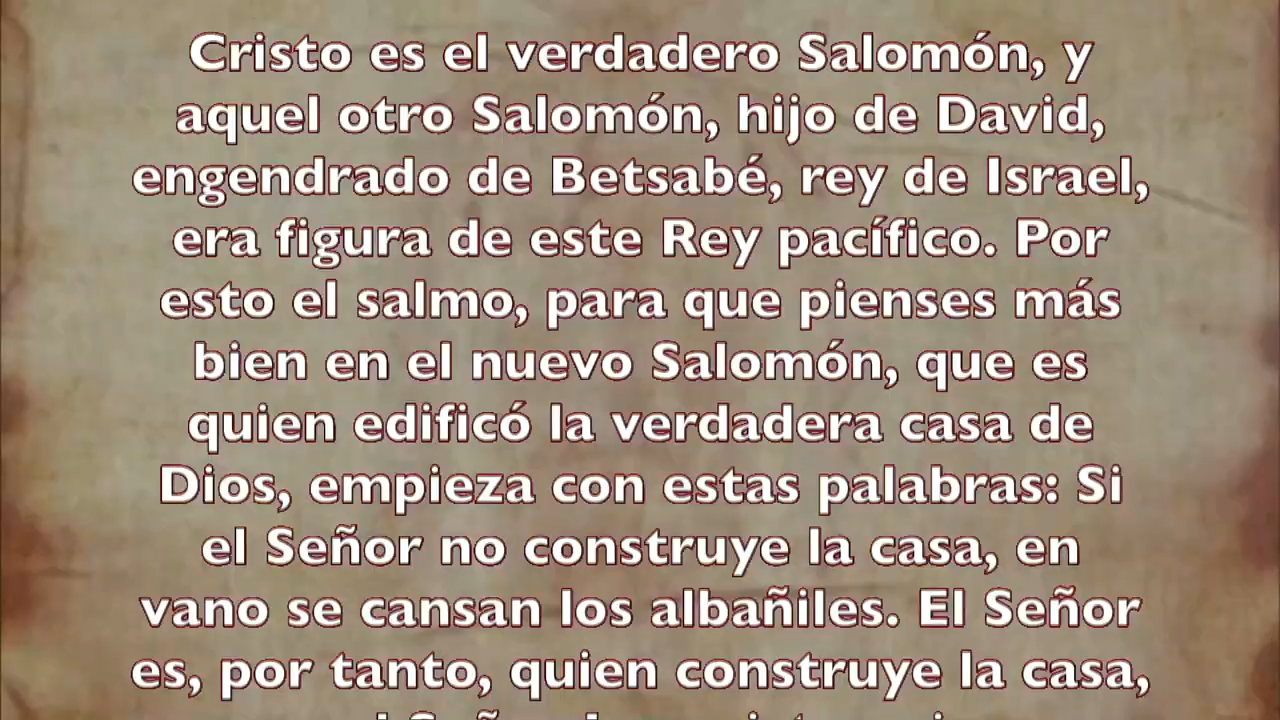 Cristo es el verdadero Salomón, y
aquel otro Salomón, hijo de David,
engendrado de Betsabé, rey de Israel,
era figura de este Rey pacífico. Por
esto el salmo, para que pienses más
bien en el nuevo Salomón, que es
quien edificó la verdadera casa de
Dios, empieza con estas palabras: Si
el Señor no construye la casa, en
vano se cansan los albañiles. El Señor
es, por tanto, quien construye la casa,